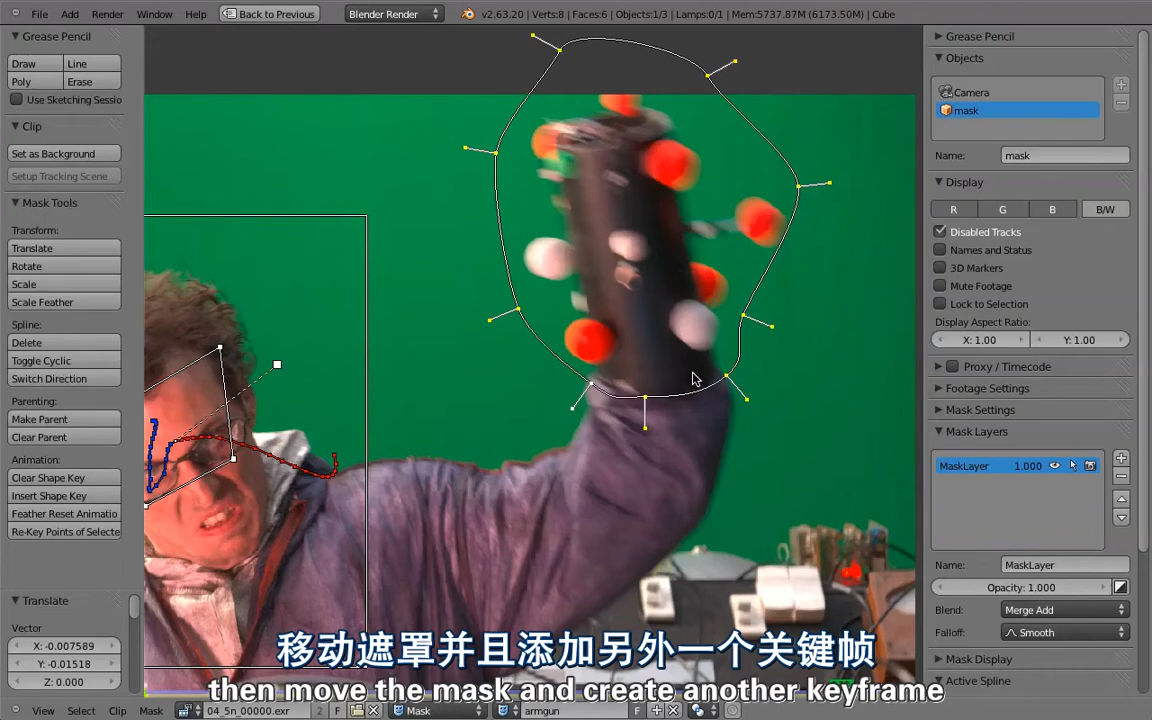 File Add Render Window Help Back to Previous Blender Render v2.63.20 | Verts:8 | Faces:6 | Objects:1/3 | Lamps:0/1 | Mem:5737.87M (6173.50M) | Cube
Grease Pencil
Draw Line
Poly Erase
Use Sketching Sessio
Clip
Set as Background
Setup Tracking Scene
Mask Tools
Transform:
Translate
Rotate
Scale
Scale Feather
Spline:
Delete
Toggle Cyclic
Switch Direction
Parenting:
Make Parent
Clear Parent
Animation:
Clear Shape Key
Insert Shape Key
Feather Reset Animatio
Re-Key Points of Selecte
Translate
Vector
X: -0.007589
Y: -0.01518
Z: 0.000
Grease Pencil
Objects
Camera
mask
Name: mask
Display
R G B B/W
Disabled Tracks
Names and Status
3D Markers
Mute Footage
Lock to Selection
Display Aspect Ratio:
X: 1.00 Y: 1.00
Proxy / Timecode
Footage Settings
Mask Settings
Mask Layers
MaskLayer 1.000
Name: MaskLayer
Opacity: 1.000
Blend: Merge Add
Falloff: Smooth
Mask Display
Active Spline
移动遮罩并且添加另外一个关键帧
then move the mask and create another keyframe
View Select Clip Mask 04_5n_00000.exr 2 F Mask armgun F